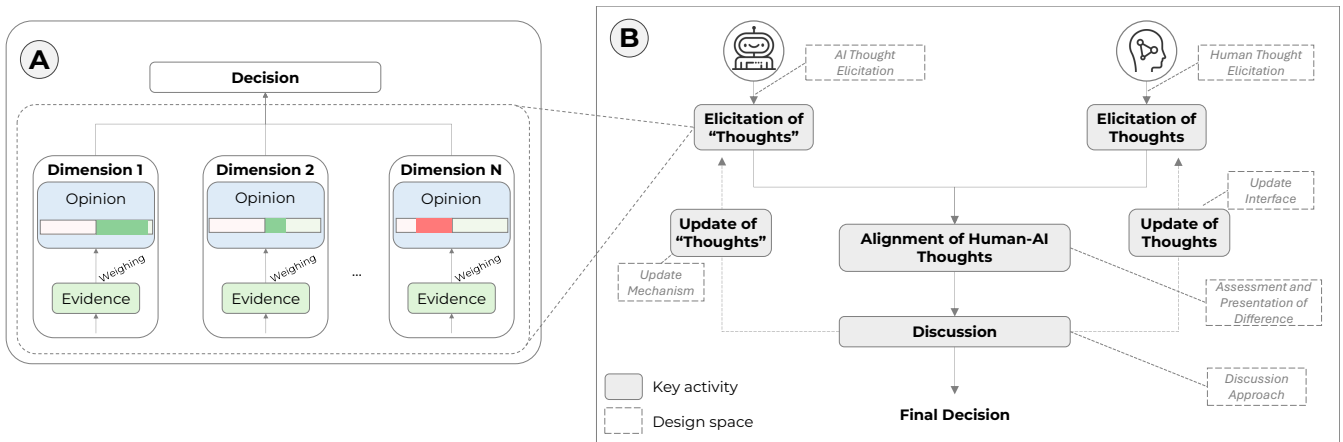 A
Decision
Dimension 1
Opinion
Weighing
Evidence
Dimension 2
Opinion
Weighing
Evidence
...
Dimension N
Opinion
Weighing
Evidence
B
AI Thought
Elicitation
Human Thought
Elicitation
Elicitation of
“Thoughts”
Elicitation of
Thoughts
Update
Interface
Update of
“Thoughts”
Alignment of Human-AI
Thoughts
Update of
Thoughts
Update
Mechanism
Assessment and
Presentation of
Difference
Discussion
Discussion
Approach
Key activity
Design space
Final Decision